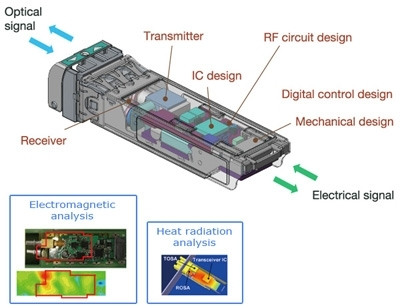 Optical
signal
Transmitter
RF circuit design
IC design
Digital control design
Mechanical design
Receiver
Electrical signal
Electromagnetic
analysis
Heat radiation
analysis
TOSA
Transceiver IC
ROSA